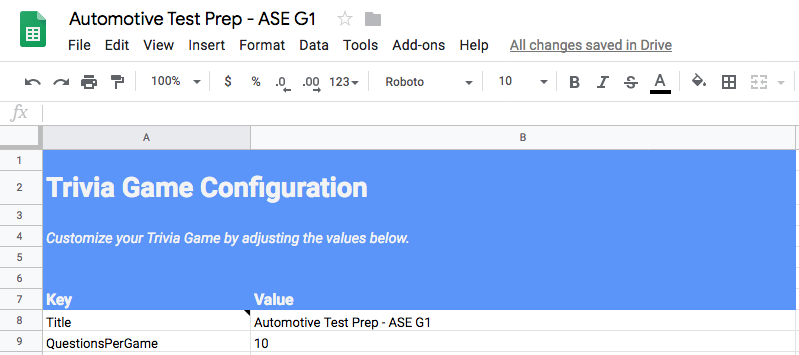 Automotive Test Prep - ASE G1
File Edit View Insert Format Data Tools Add-ons Help All changes saved in Drive
100% $ % .0 .00 123 Roboto 10 B I S A
fx
A B
1
2 Trivia Game Configuration
3
4 Customize your Trivia Game by adjusting the values below.
5
6
7 Key Value
8 Title Automotive Test Prep - ASE G1
9 QuestionsPerGame 10